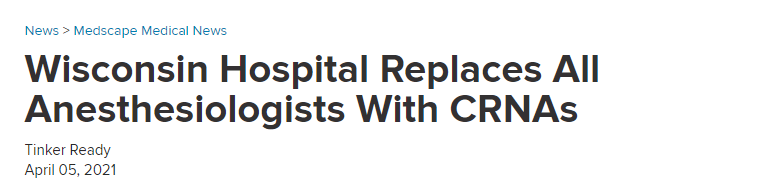 News > Medscape Medical News
Wisconsin Hospital Replaces All
Anesthesiologists With CRNAs
Tinker Ready
April 05, 2021